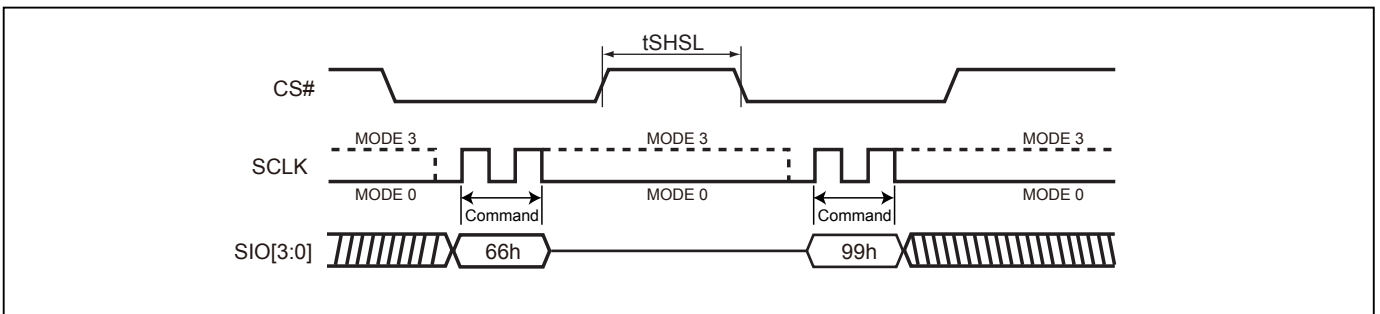 tSHSL
CS#
MODE 3 MODE 3 MODE 3
SCLK
MODE 0 MODE 0 MODE 0
Command Command
SIO[3:0] 66h 99h